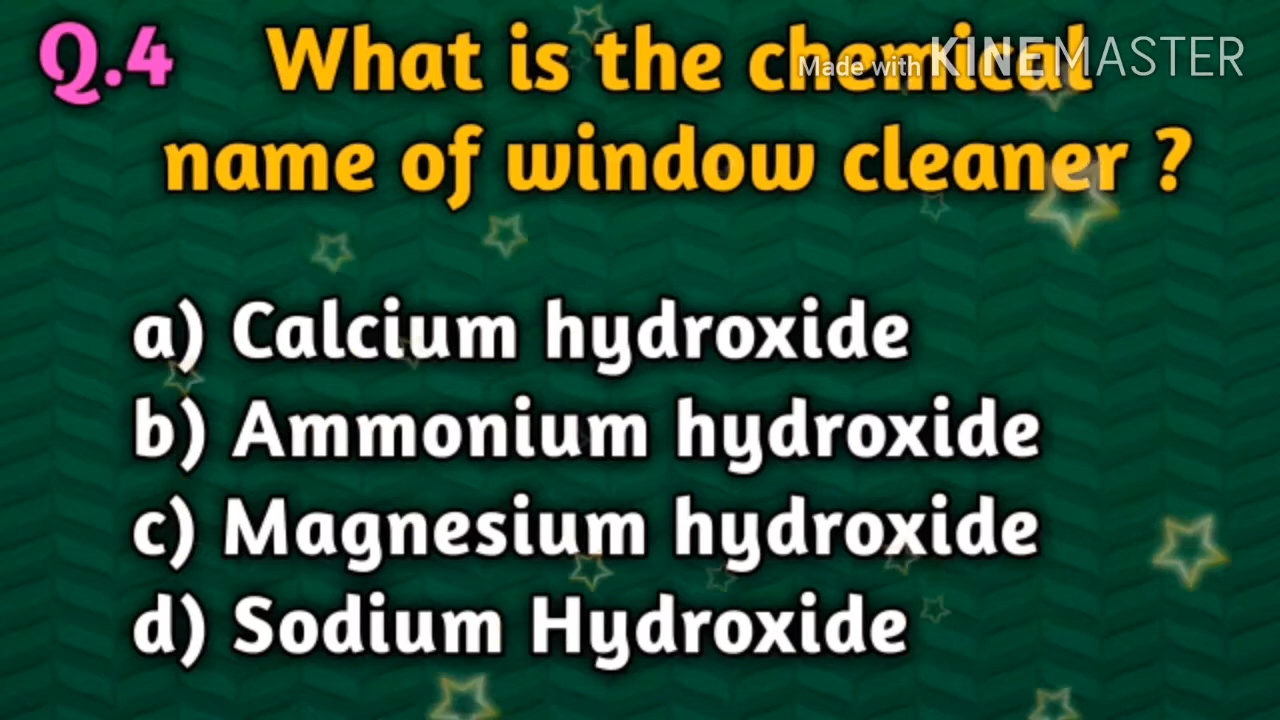 Q.4 What is the chemical
Made with KINEMASTER
name of window cleaner ?
a) Calcium hydroxide
b) Ammonium hydroxide
c) Magnesium hydroxide
d) Sodium Hydroxide